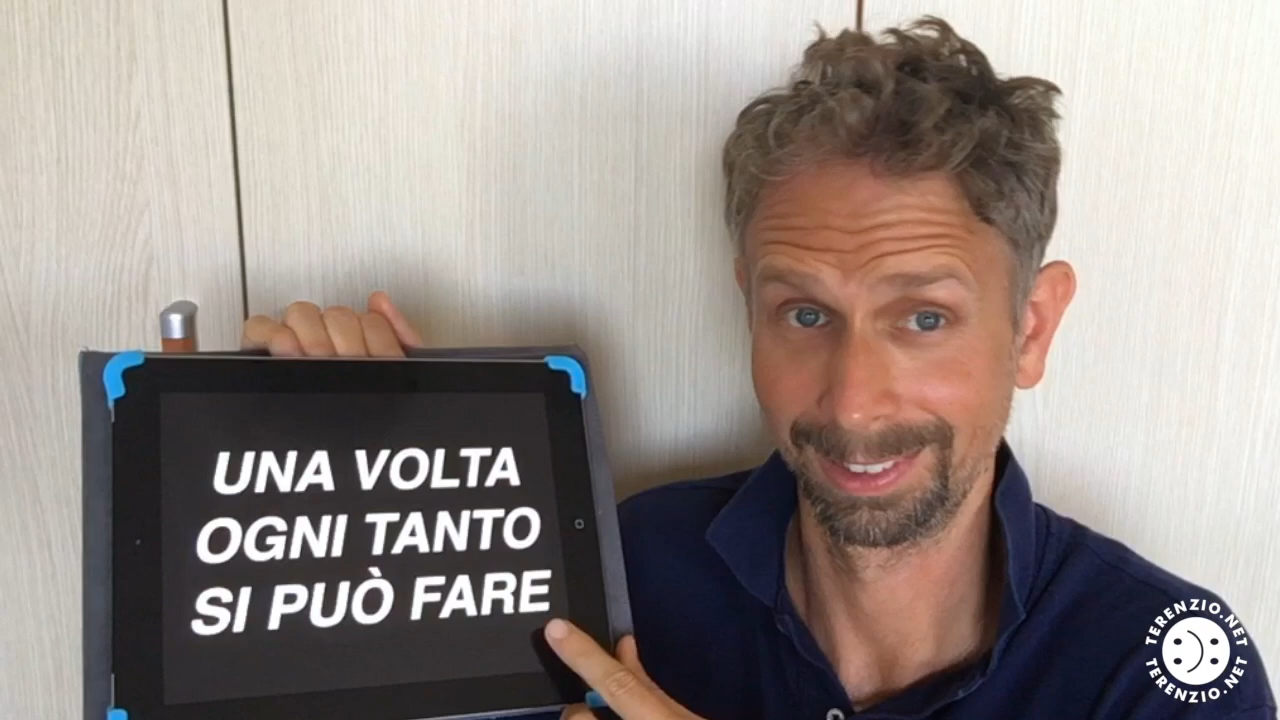 UNA VOLTA
OGNI TANTO
SI PUÒ FARE
TERENZIO.NET
TERENZIO.NET